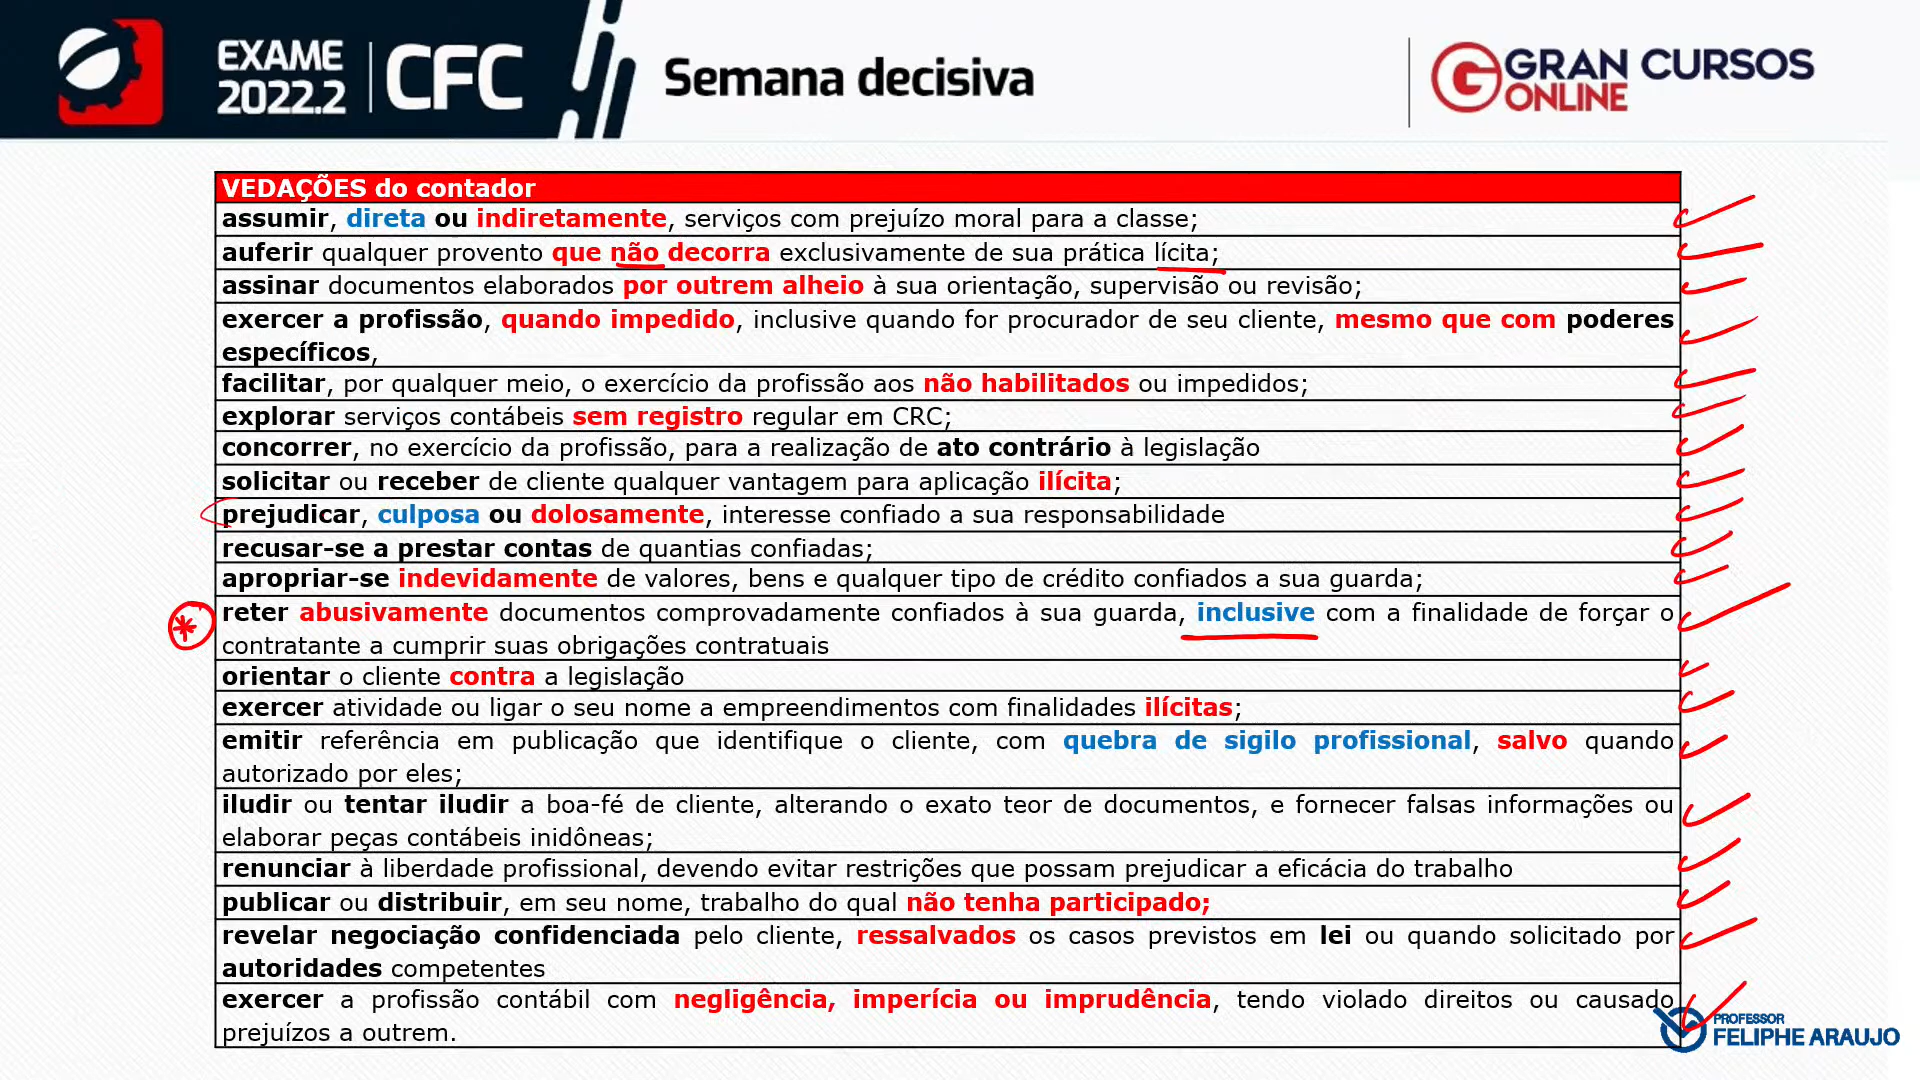 EXAME
2022.2
CFC
Semana decisiva
GRAN CURSOS
ONLINE
VEDAÇÕES do contador
assumir, direta ou indiretamente, serviços com prejuízo moral para a classe;
auferir qualquer provento que não decorra exclusivamente de sua prática lícita;
assinar documentos elaborados por outrem alheio à sua orientação, supervisão ou revisão;
exercer a profissão, quando impedido, inclusive quando for procurador de seu cliente, mesmo que com poderes
específicos,
facilitar, por qualquer meio, o exercício da profissão aos não habilitados ou impedidos;
explorar serviços contábeis sem registro regular em CRC;
concorrer, no exercício da profissão, para a realização de ato contrário à legislação
solicitar ou receber de cliente qualquer vantagem para aplicação ilícita;
prejudicar, culposa ou dolosamente, interesse confiado a sua responsabilidade
recusar-se a prestar contas de quantias confiadas;
apropriar-se indevidamente de valores, bens e qualquer tipo de crédito confiados a sua guarda;
reter abusivamente documentos comprovadamente confiados à sua guarda, inclusive com a finalidade de forçar o
contratante a cumprir suas obrigações contratuais
orientar o cliente contra a legislação
exercer atividade ou ligar o seu nome a empreendimentos com finalidades ilícitas;
emitir referência em publicação que identifique o cliente, com quebra de sigilo profissional, salvo quando
autorizado por eles;
iludir ou tentar iludir a boa-fé de cliente, alterando o exato teor de documentos, e fornecer falsas informações ou
elaborar peças contábeis inidôneas;
renunciar à liberdade profissional, devendo evitar restrições que possam prejudicar a eficácia do trabalho
publicar ou distribuir, em seu nome, trabalho do qual não tenha participado;
revelar negociação confidenciada pelo cliente, ressalvados os casos previstos em lei ou quando solicitado por
autoridades competentes
exercer a profissão contábil com negligência, imperícia ou imprudência, tendo violado direitos ou causado
prejuízos a outrem.
PROFESSOR
FELIPHE ARAUJO